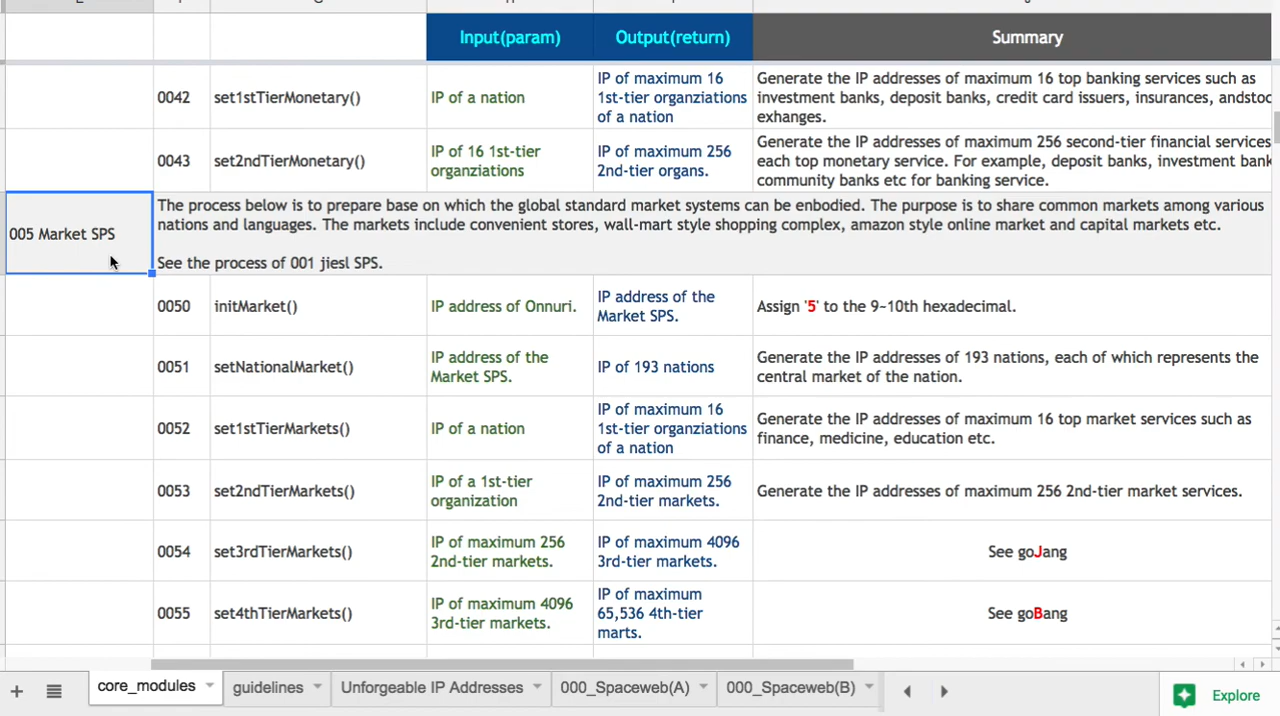 Input(param) Output(return) Summary
0042 set1stTierMonetary() IP of a nation
IP of maximum 16
1st-tier organziations
of a nation
Generate the IP addresses of maximum 16 top banking services such as
investment banks, deposit banks, credit card issuers, insurances, andstoc
exhanges.
0043 set2ndTierMonetary()
IP of 16 1st-tier
organziations
IP of maximum 256
2nd-tier organs.
Generate the IP addresses of maximum 256 second-tier financial services
each top monetary service. For example, deposit banks, investment bank
community banks etc for banking service.
005 Market SPS
The process below is to prepare base on which the global standard market systems can be enbodied. The purpose is to share common markets among various
nations and languages. The markets include convenient stores, wall-mart style shopping complex, amazon style online market and capital markets etc.
See the process of 001 jiesl SPS.
0050 initMarket() IP address of Onnuri.
IP address of the
Market SPS.
Assign '5' to the 9~10th hexadecimal.
0051 setNationalMarket()
IP address of the
Market SPS.
IP of 193 nations
Generate the IP addresses of 193 nations, each of which represents the
central market of the nation.
0052 set1stTierMarkets() IP of a nation
IP of maximum 16
1st-tier organziations
of a nation
Generate the IP addresses of maximum 16 top market services such as
finance, medicine, education etc.
0053 set2ndTierMarkets()
IP of a 1st-tier
organization
IP of maximum 256
2nd-tier markets.
Generate the IP addresses of maximum 256 2nd-tier market services.
0054 set3rdTierMarkets()
IP of maximum 256
2nd-tier markets.
IP of maximum 4096
3rd-tier markets.
See goJang
0055 set4thTierMarkets()
IP of maximum 4096
3rd-tier markets.
IP of maximum
65,536 4th-tier
marts.
See goBang
core_modules guidelines Unforgeable IP Addresses 000_Spaceweb(A) 000_Spaceweb(B) Explore